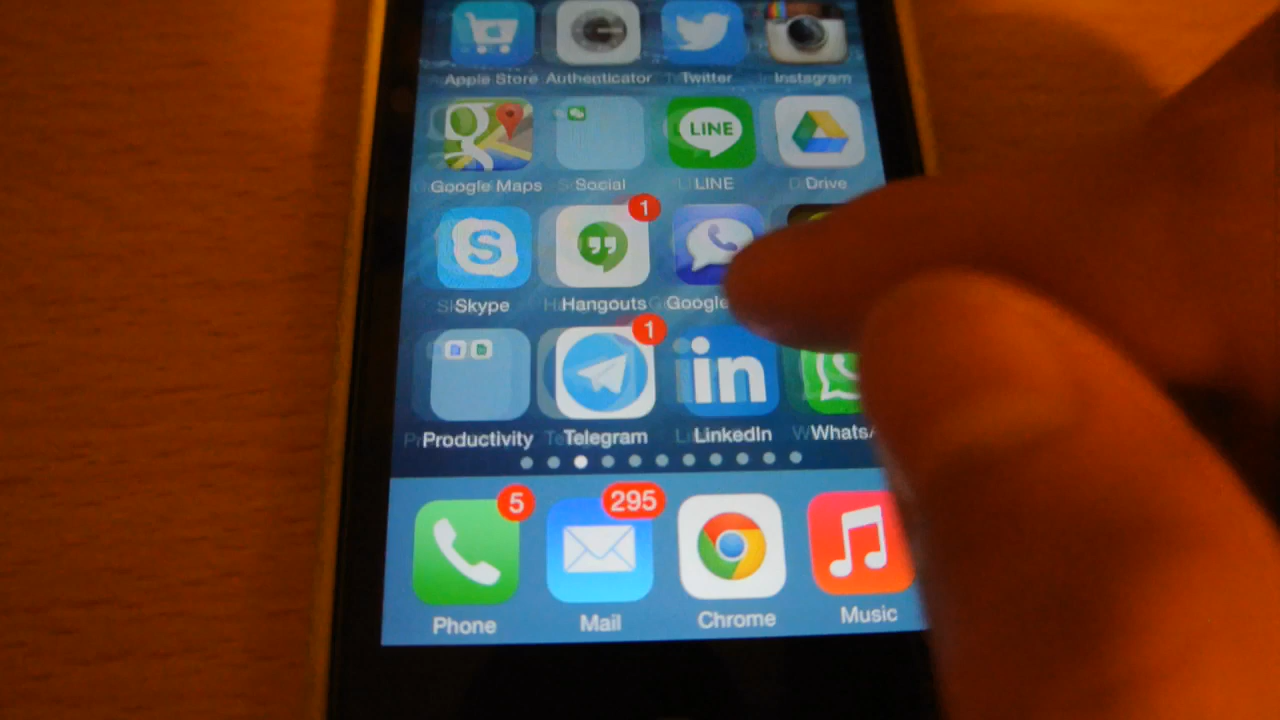 Apple Store Authenticator Twitter Instagram
LINE
Google Maps Social LINE Drive
1
S
Skype Hangouts Google
1
in
Productivity Telegram LinkedIn WhatsA
5 295
Phone Mail Chrome Music